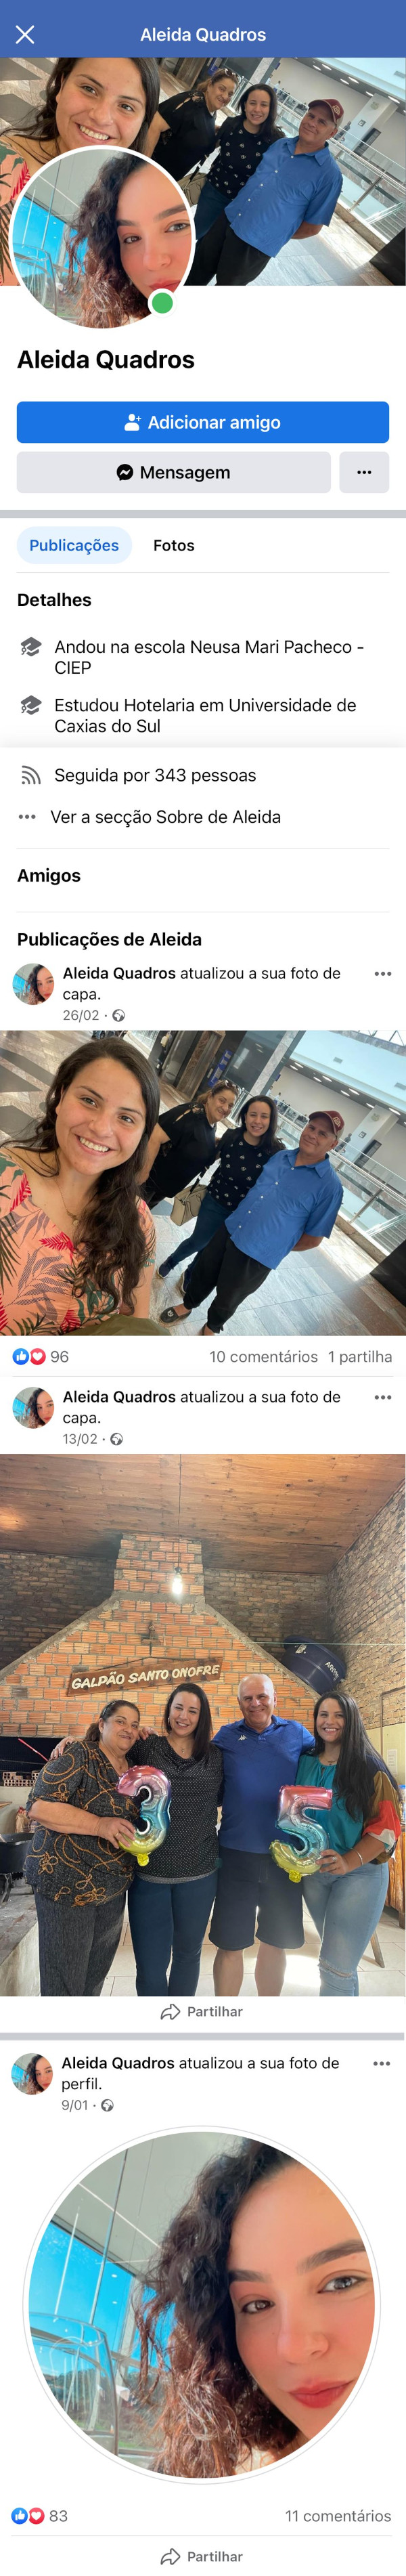 Aleida Quadros
Aleida Quadros
Adicionar amigo
Mensagem
Publicações Fotos
Detalhes
Andou na escola Neusa Mari Pacheco -
CIEP
Estudou Hotelaria em Universidade de
Caxias do Sul
Seguida por 343 pessoas
Ver a secção Sobre de Aleida
Amigos
Publicações de Aleida
Aleida Quadros atualizou a sua foto de
capa.
26/02 ·
96 10 comentários 1 partilha
Aleida Quadros atualizou a sua foto de
capa.
13/02 ·
GALPÃO SANTO ONOFRE
3 5
Partilhar
Aleida Quadros atualizou a sua foto de
perfil.
9/01 ·
83 11 comentários
Partilhar